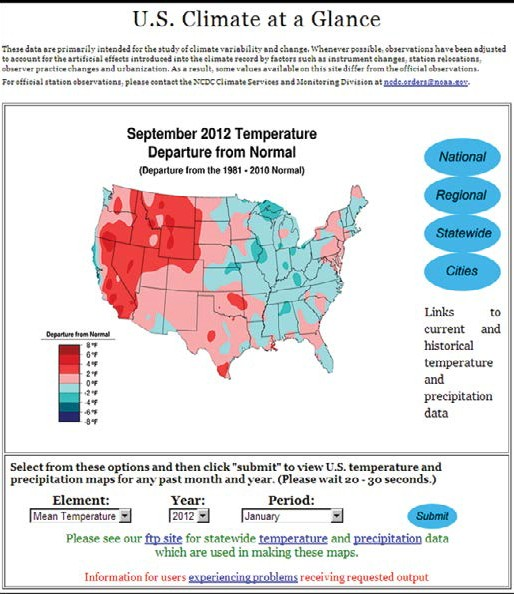 U.S. Climate at a Glance
These data are primarily intended for the study of climate variability and change. Whenever possible, observations have been adjusted
to account for the artificial effects introduced into the climate record by factors such as instrument changes, station relocations,
observer practice changes and urbanization. As a result, some values available on this site differ from the official observations.
For official station observations, please contact the NCDC Climate Services and Monitoring Division at ncdc.orders@noaa.gov.
September 2012 Temperature
Departure from Normal
(Departure from the 1981 - 2010 Normal)
National
Regional
Statewide
Cities
Links to
current and
historical
temperature
and
precipitation
data
Departure from Normal
8 °F
6 °F
4 °F
2 °F
0 °F
-2 °F
-4 °F
-6 °F
-8 °F
Select from these options and then click "submit" to view U.S. temperature and
precipitation maps for any past month and year. (Please wait 20 - 30 seconds.)
Element: Year: Period:
Mean Temperature 2012 January Submit
Please see our ftp site for statewide temperature and precipitation data
which are used in making these maps.
Information for users experiencing problems receiving requested output